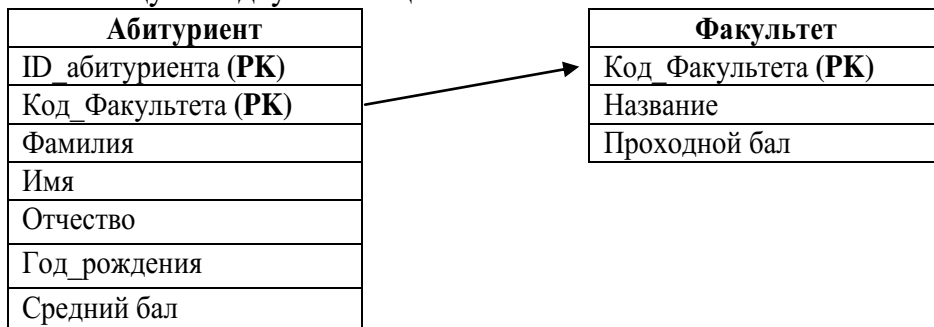 Абитуриент
ID_абитуриента (PK)
Код_Факультета (PK)
Фамилия
Имя
Отчество
Год_рождения
Средний бал
Факультет
Код_Факультета (PK)
Название
Проходной бал